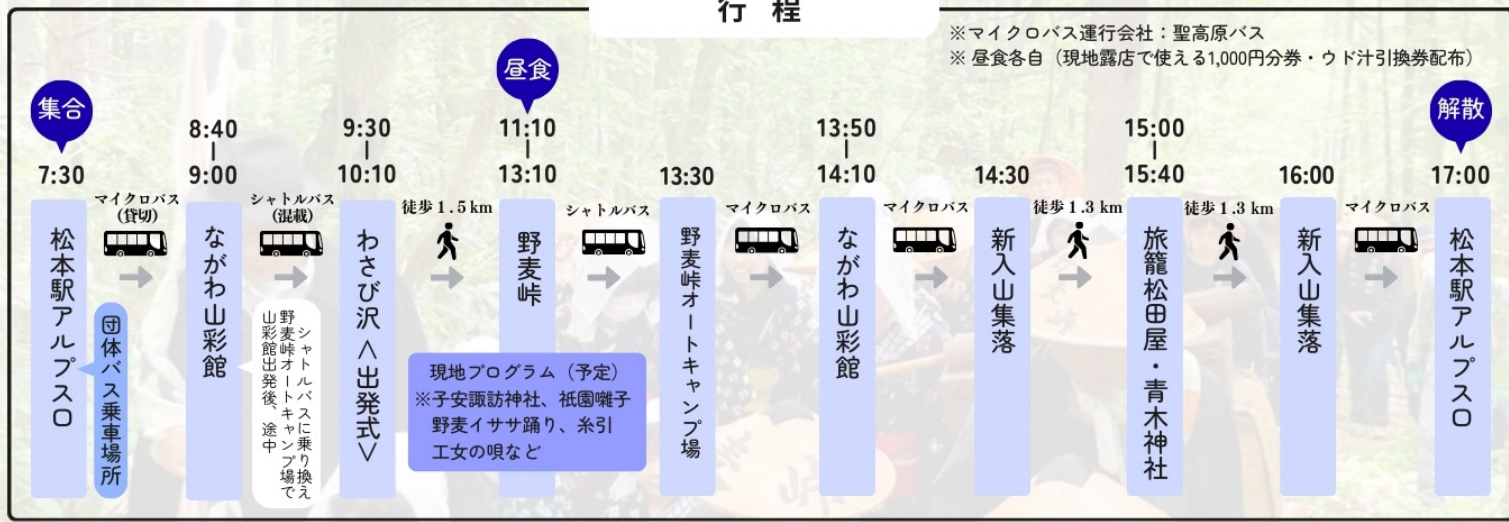 行 程
※マイクロバス運行会社：聖高原バス
※ 昼食各自（現地露店で使える1,000円分券・ウド汁引換券配布）
集合
7:30
松本駅アルプス口
団体バス乗車場所
マイクロバス
（貸切）
8:40
9:00
ながわ山彩館
山彩館出発後、途中
野麦峠オートキャンプ場で
シャトルバスに乗り換え
シャトルバス
（混載）
9:30
10:10
わさび沢＜出発式＞
徒歩1.5km
昼食
11:10
13:10
野麦峠
現地プログラム（予定）
※子安諏訪神社、祇園囃子
野麦イササ踊り、糸引
工女の唄など
シャトルバス
13:30
野麦峠オートキャンプ場
マイクロバス
13:50
14:10
ながわ山彩館
マイクロバス
14:30
新入山集落
徒歩1.3km
15:00
15:40
旅籠松田屋・青木神社
徒歩1.3km
16:00
新入山集落
マイクロバス
解散
17:00
松本駅アルプス口